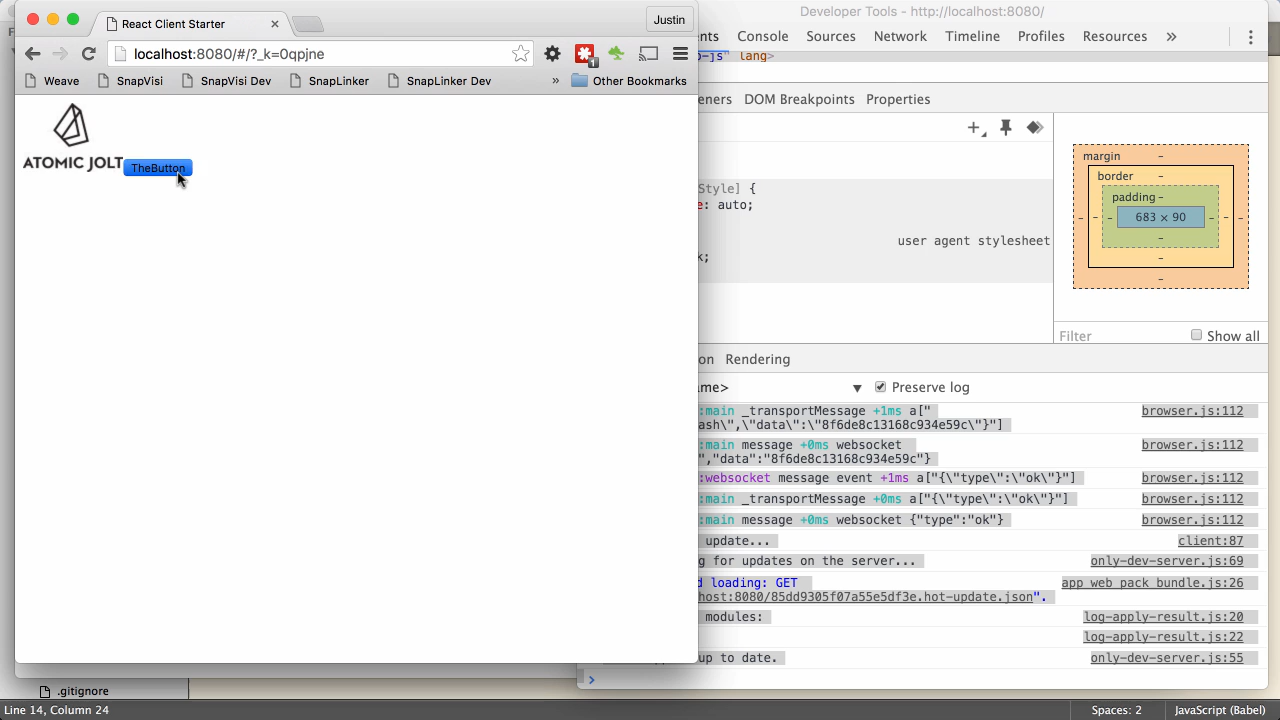 React Client Starter
Justin
localhost:8080/#/?_k=0qpjne
Weave
SnapVisi
SnapVisi Dev
SnapLinker
SnapLinker Dev
»
Other Bookmarks
ATOMIC JOLT
TheButton
Developer Tools - http://localhost:8080/
nts Console Sources Network Timeline Profiles Resources »
p-js" lang>
eners DOM Breakpoints Properties
Style] {
e: auto;
user agent stylesheet
k;
margin –
border –
padding –
683 × 90
Filter
Show all
on Rendering
ame>
Preserve log
:main _transportMessage +1ms a[" browser.js:112
ash\",\"data\":\"8f6de8c13168c934e59c\"}"]
:main message +0ms websocket browser.js:112
","data":"8f6de8c13168c934e59c"}
:websocket message event +1ms a["{\"type\":\"ok\"}"] browser.js:112
:main _transportMessage +0ms a["{\"type\":\"ok\"}"] browser.js:112
:main message +0ms websocket {"type":"ok"} browser.js:112
update... client:87
g for updates on the server... only-dev-server.js:69
d loading: GET app_web_pack_bundle.js:26
host:8080/85dd9305f07a55e5df3e.hot-update.json".
modules: log-apply-result.js:20
log-apply-result.js:22
up to date. only-dev-server.js:55
>
.gitignore
Line 14, Column 24
Spaces: 2
JavaScript (Babel)